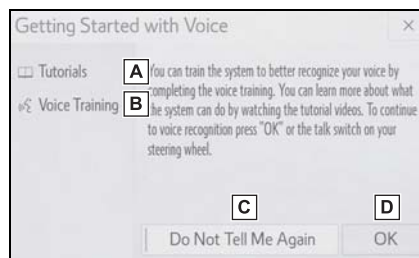 Getting Started with Voice
×
Tutorials
A
Voice Training
B
You can train the system to better recognize your voice by
completing the voice training. You can learn more about what
the system can do by watching the tutorial videos. To continue
to voice recognition press "OK" or the talk switch on your
steering wheel.
C
D
Do Not Tell Me Again
OK